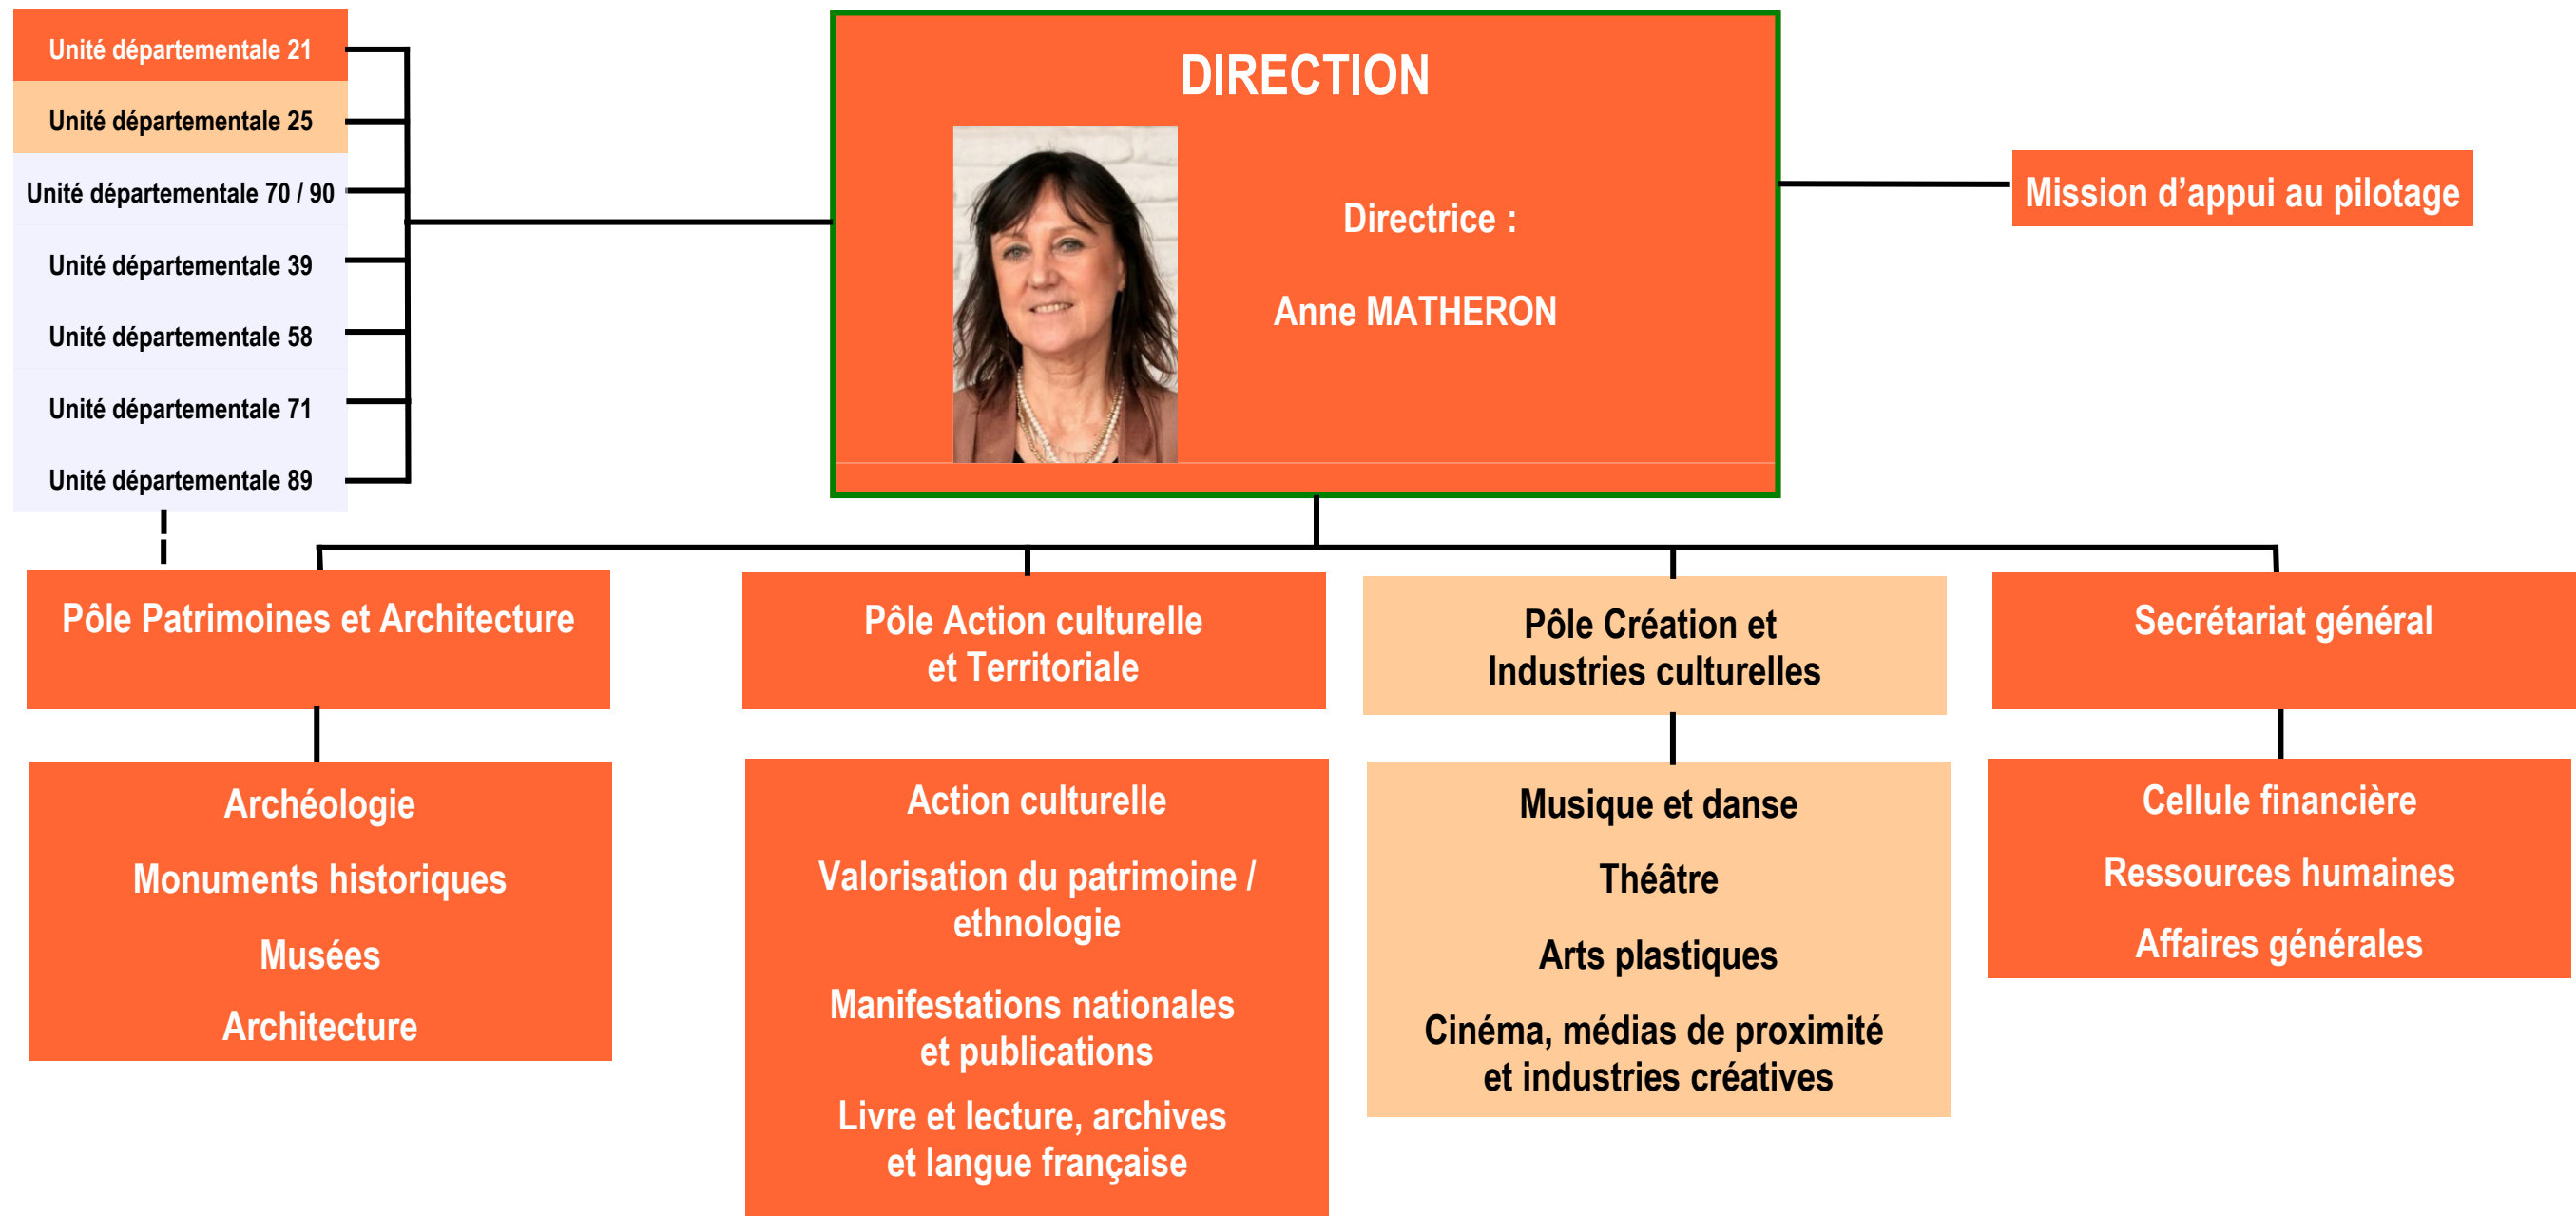 Unité départementale 21
Unité départementale 25
Unité départementale 70 / 90
Unité départementale 39
Unité départementale 58
Unité départementale 71
Unité départementale 89
DIRECTION
Directrice :
Anne MATHERON
Mission d’appui au pilotage
Pôle Patrimoines et Architecture
Archéologie
Monuments historiques
Musées
Architecture
Pôle Action culturelle
et Territoriale
Action culturelle
Valorisation du patrimoine /
ethnologie
Manifestations nationales
et publications
Livre et lecture, archives
et langue française
Pôle Création et
Industries culturelles
Musique et danse
Théâtre
Arts plastiques
Cinéma, médias de proximité
et industries créatives
Secrétariat général
Cellule financière
Ressources humaines
Affaires générales